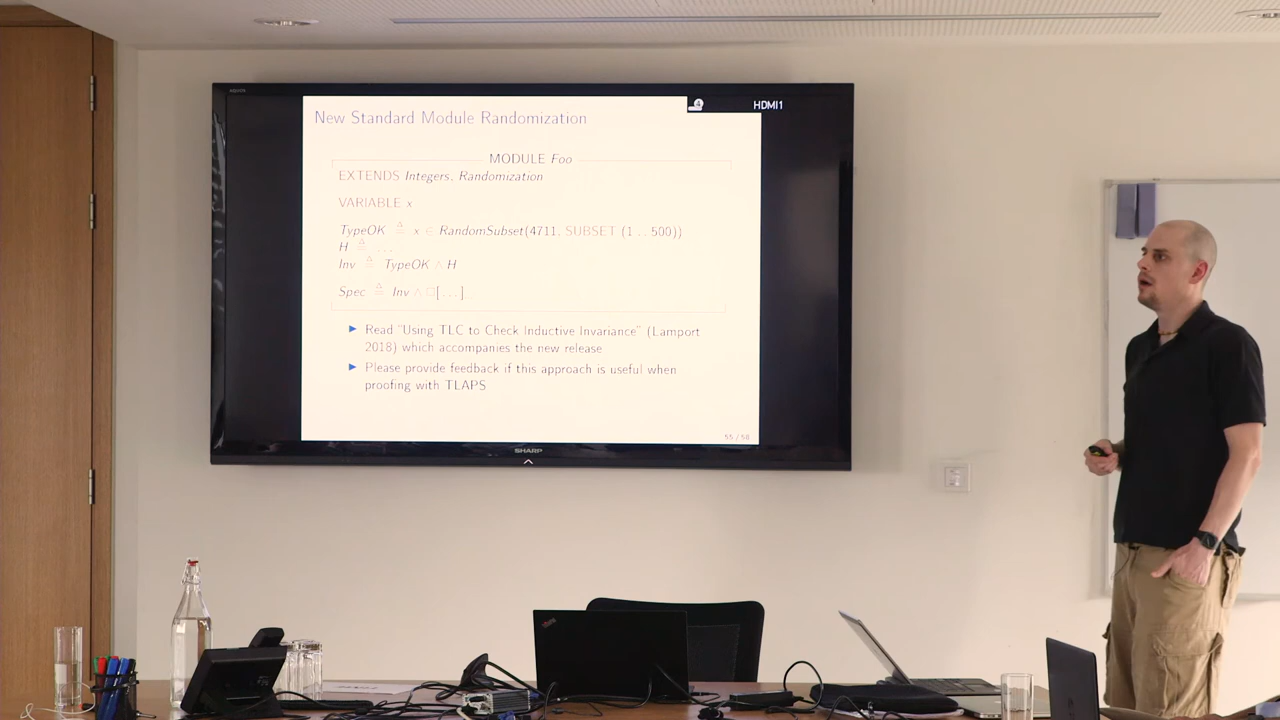 HDMI1
New Standard Module Randomization
MODULE Foo
EXTENDS Integers, Randomization
VARIABLE x
TypeOK ≜ x ∈ RandomSubset(4711, SUBSET (1 . . 500))
H ≜ . . .
Inv ≜ TypeOK ∧ H
Spec ≜ Inv ∧ □[. . .]_
Read "Using TLC to Check Inductive Invariance" (Lamport
2018) which accompanies the new release
Please provide feedback if this approach is useful when
proofing with TLAPS
55 / 58
SHARP